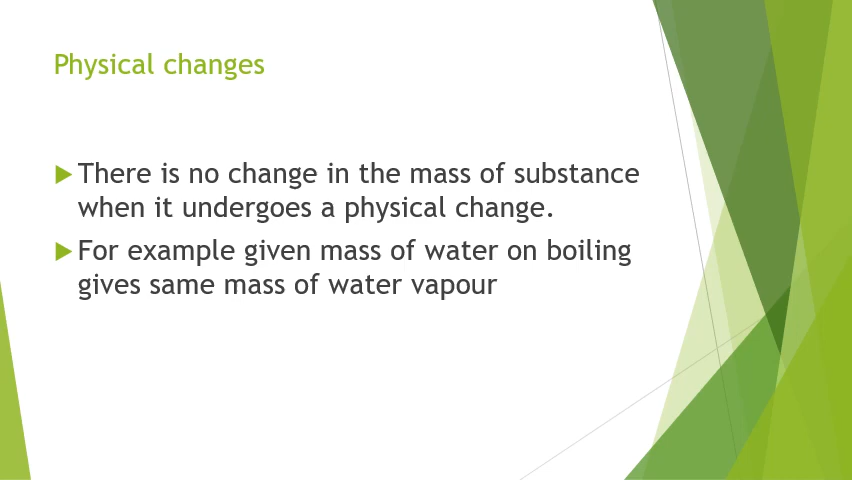 Physical changes
There is no change in the mass of substance
when it undergoes a physical change.
For example given mass of water on boiling
gives same mass of water vapour